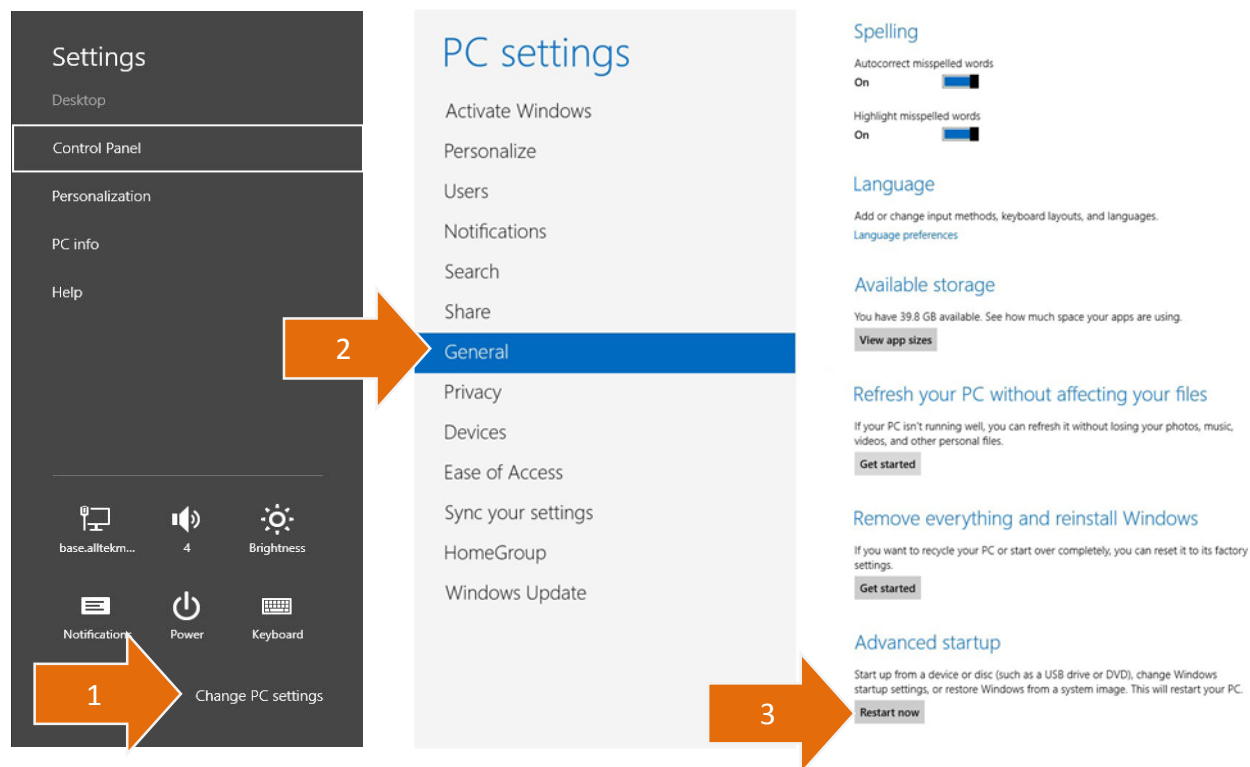 Settings
Desktop
Control Panel
Personalization
PC info
Help
base.alltekm...
4
Brightness
Notifications
Power
Keyboard
1
Change PC settings
PC settings
Activate Windows
Personalize
Users
Notifications
Search
Share
2
General
Privacy
Devices
Ease of Access
Sync your settings
HomeGroup
Windows Update
Spelling
Autocorrect misspelled words
On
Highlight misspelled words
On
Language
Add or change input methods, keyboard layouts, and languages.
Language preferences
Available storage
You have 39.8 GB available. See how much space your apps are using.
View app sizes
Refresh your PC without affecting your files
If your PC isn't running well, you can refresh it without losing your photos, music,
videos, and other personal files.
Get started
Remove everything and reinstall Windows
If you want to recycle your PC or start over completely, you can reset it to its factory
settings.
Get started
Advanced startup
Start up from a device or disc (such as a USB drive or DVD), change Windows
startup settings, or restore Windows from a system image. This will restart your PC.
3
Restart now